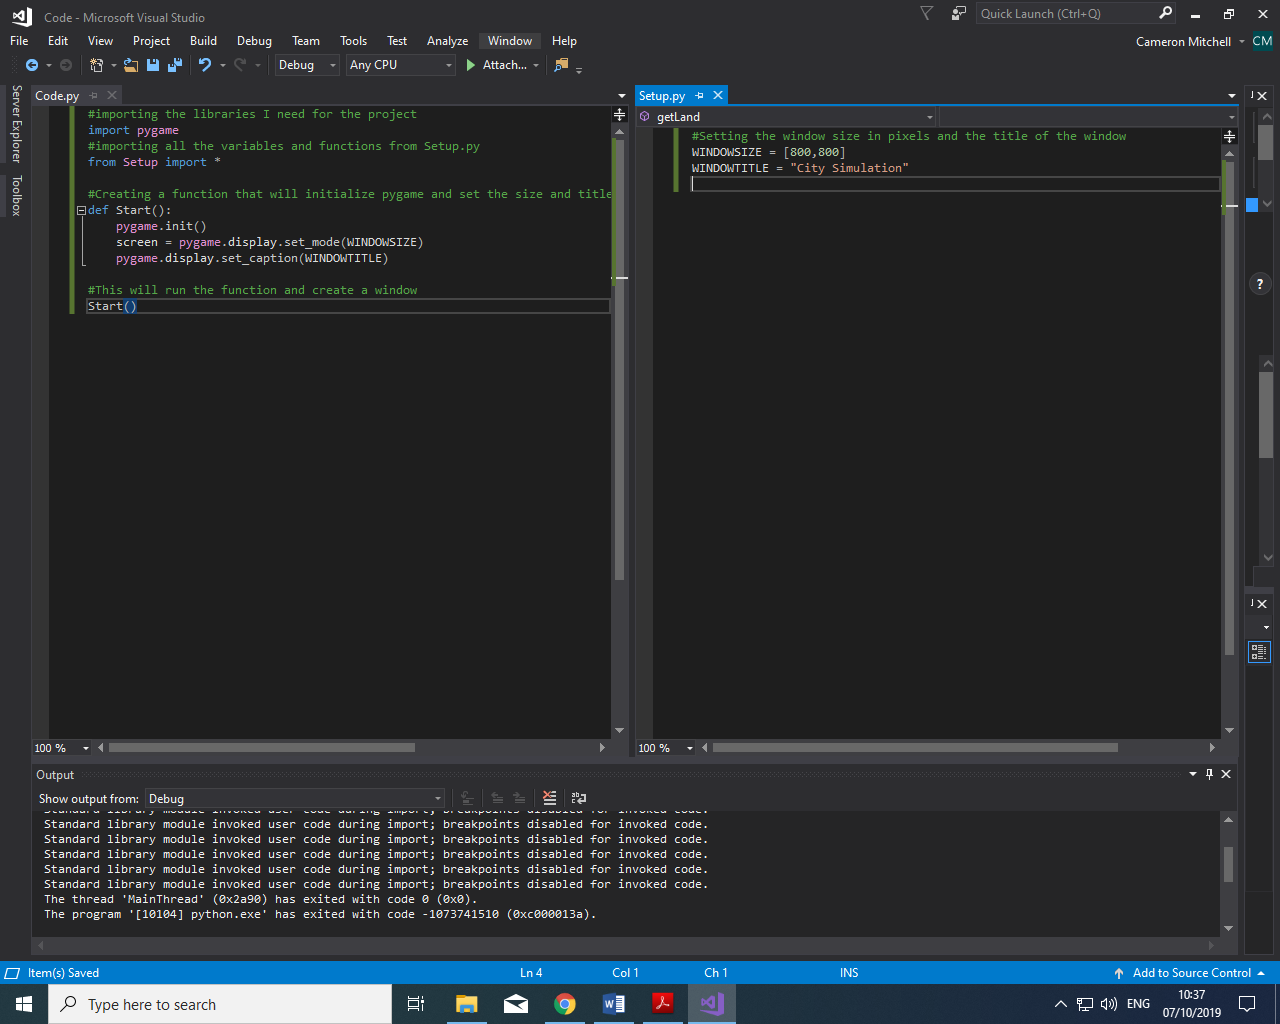 Code - Microsoft Visual Studio
Quick Launch (Ctrl+Q)
File Edit View Project Build Debug Team Tools Test Analyze Window Help
Cameron Mitchell CM
Debug Any CPU Attach...
Server Explorer
Toolbox
Code.py
#importing the libraries I need for the project
import pygame
#importing all the variables and functions from Setup.py
from Setup import *
#Creating a function that will initialize pygame and set the size and title
def Start():
pygame.init()
screen = pygame.display.set_mode(WINDOWSIZE)
pygame.display.set_caption(WINDOWTITLE)
#This will run the function and create a window
Start()
100 %
Setup.py
getLand
#Setting the window size in pixels and the title of the window
WINDOWSIZE = [800,800]
WINDOWTITLE = "City Simulation"
100 %
?
Output
Show output from: Debug
Standard library module invoked user code during import; breakpoints disabled for invoked code.
Standard library module invoked user code during import; breakpoints disabled for invoked code.
Standard library module invoked user code during import; breakpoints disabled for invoked code.
Standard library module invoked user code during import; breakpoints disabled for invoked code.
Standard library module invoked user code during import; breakpoints disabled for invoked code.
Standard library module invoked user code during import; breakpoints disabled for invoked code.
The thread 'MainThread' (0x2a90) has exited with code 0 (0x0).
The program '[10104] python.exe' has exited with code -1073741510 (0xc000013a).
Item(s) Saved Ln 4 Col 1 Ch 1 INS Add to Source Control
Type here to search
ENG
10:37
07/10/2019